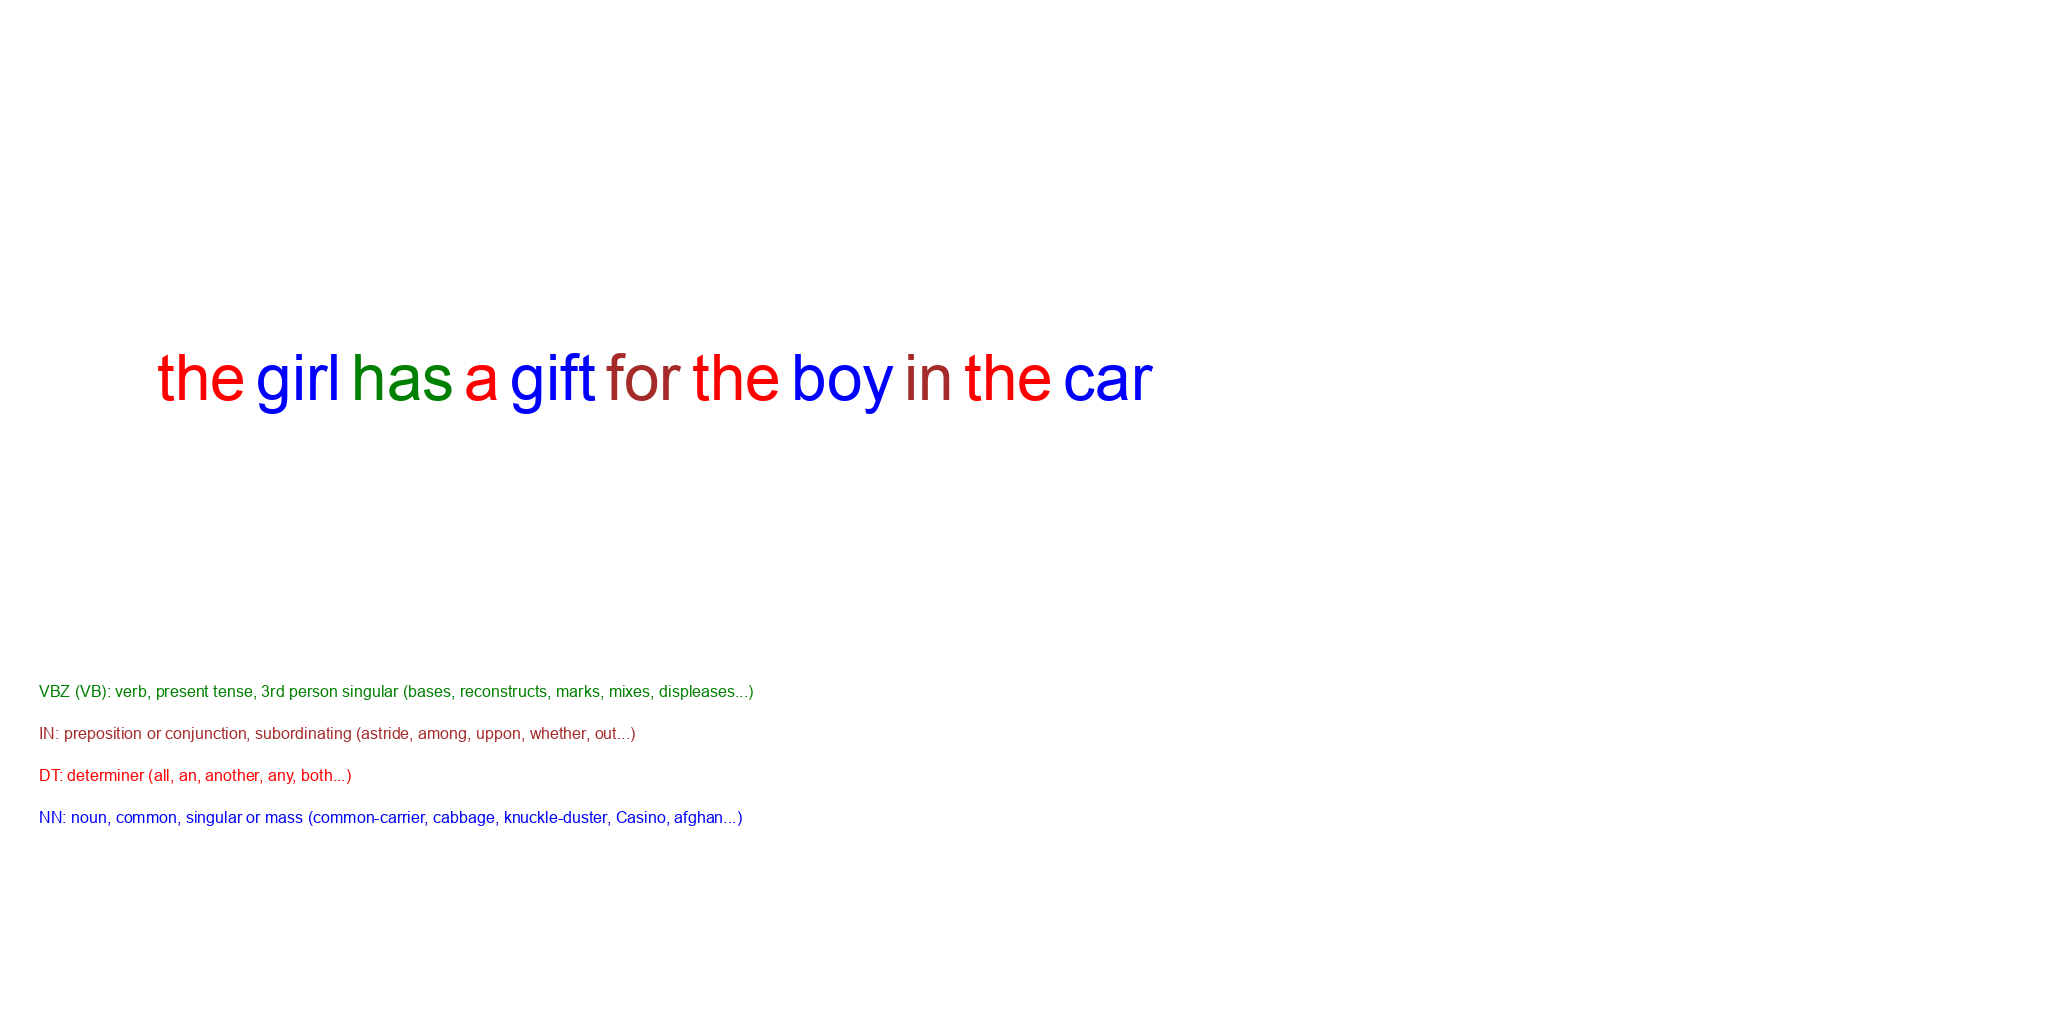 the girl has a gift for the boy in the car
VBZ (VB): verb, present tense, 3rd person singular (bases, reconstructs, marks, mixes, displeases...)
IN: preposition or conjunction, subordinating (astride, among, uppon, whether, out...)
DT: determiner (all, an, another, any, both...)
NN: noun, common, singular or mass (common-carrier, cabbage, knuckle-duster, Casino, afghan...)